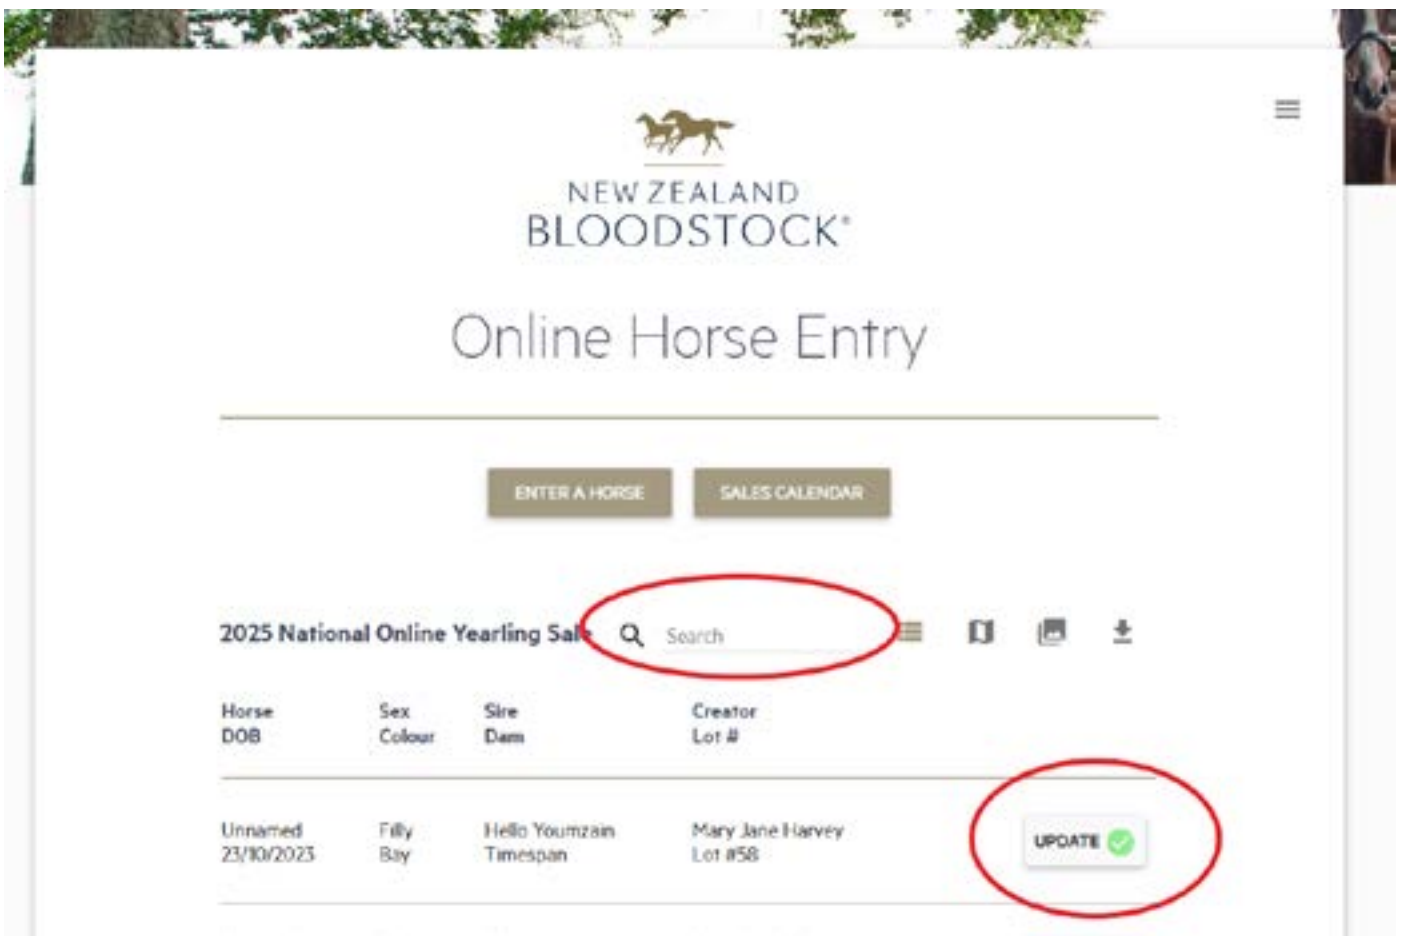 NEW ZEALAND
BLOODSTOCK®
Online Horse Entry
ENTER A HORSE SALES CALENDAR
2025 National Online Yearling Sale Search
Horse Sex Sire Creator
DOB Colour Dam Lot #
Unnamed Filly Hello Youmzain Mary Jane Harvey
23/10/2023 Bay Timespan Lot #58
UPDATE